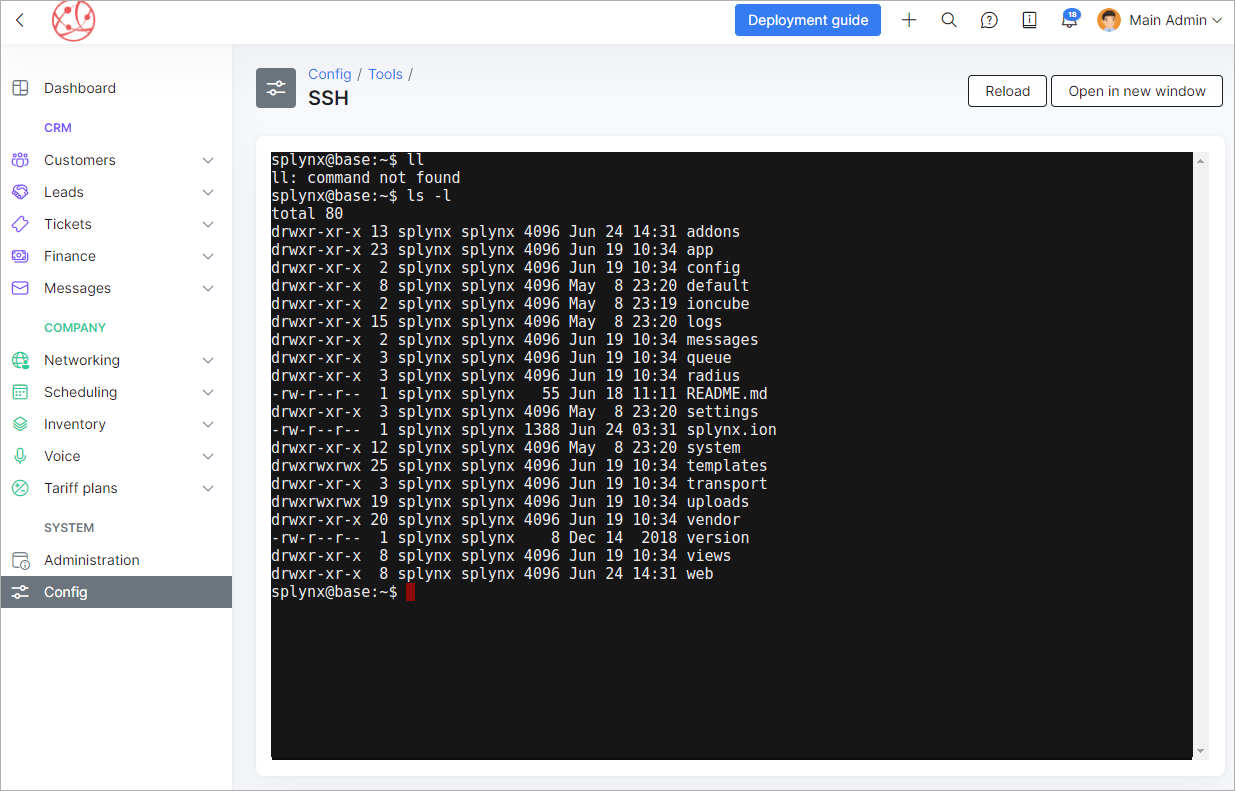 Deployment guide
18
Main Admin
Dashboard
CRM
Customers
Leads
Tickets
Finance
Messages
COMPANY
Networking
Scheduling
Inventory
Voice
Tariff plans
SYSTEM
Administration
Config
Config / Tools /
SSH
Reload
Open in new window
splynx@base:~$ ll
ll: command not found
splynx@base:~$ ls -l
total 80
drwxr-xr-x 13 splynx splynx 4096 Jun 24 14:31 addons
drwxr-xr-x 23 splynx splynx 4096 Jun 19 10:34 app
drwxr-xr-x  2 splynx splynx 4096 Jun 19 10:34 config
drwxr-xr-x  8 splynx splynx 4096 May  8 23:20 default
drwxr-xr-x  2 splynx splynx 4096 May  8 23:19 ioncube
drwxr-xr-x 15 splynx splynx 4096 May  8 23:20 logs
drwxr-xr-x  2 splynx splynx 4096 Jun 19 10:34 messages
drwxr-xr-x  3 splynx splynx 4096 Jun 19 10:34 queue
drwxr-xr-x  3 splynx splynx 4096 Jun 19 10:34 radius
-rw-r--r--  1 splynx splynx   55 Jun 18 11:11 README.md
drwxr-xr-x  3 splynx splynx 4096 May  8 23:20 settings
-rw-r--r--  1 splynx splynx 1388 Jun 24 03:31 splynx.ion
drwxr-xr-x 12 splynx splynx 4096 May  8 23:20 system
drwxrwxrwx 25 splynx splynx 4096 Jun 19 10:34 templates
drwxr-xr-x  3 splynx splynx 4096 Jun 19 10:34 transport
drwxrwxrwx 19 splynx splynx 4096 Jun 19 10:34 uploads
drwxr-xr-x 20 splynx splynx 4096 Jun 19 10:34 vendor
-rw-r--r--  1 splynx splynx    8 Dec 14  2018 version
drwxr-xr-x  8 splynx splynx 4096 Jun 19 10:34 views
drwxr-xr-x  8 splynx splynx 4096 Jun 24 14:31 web
splynx@base:~$